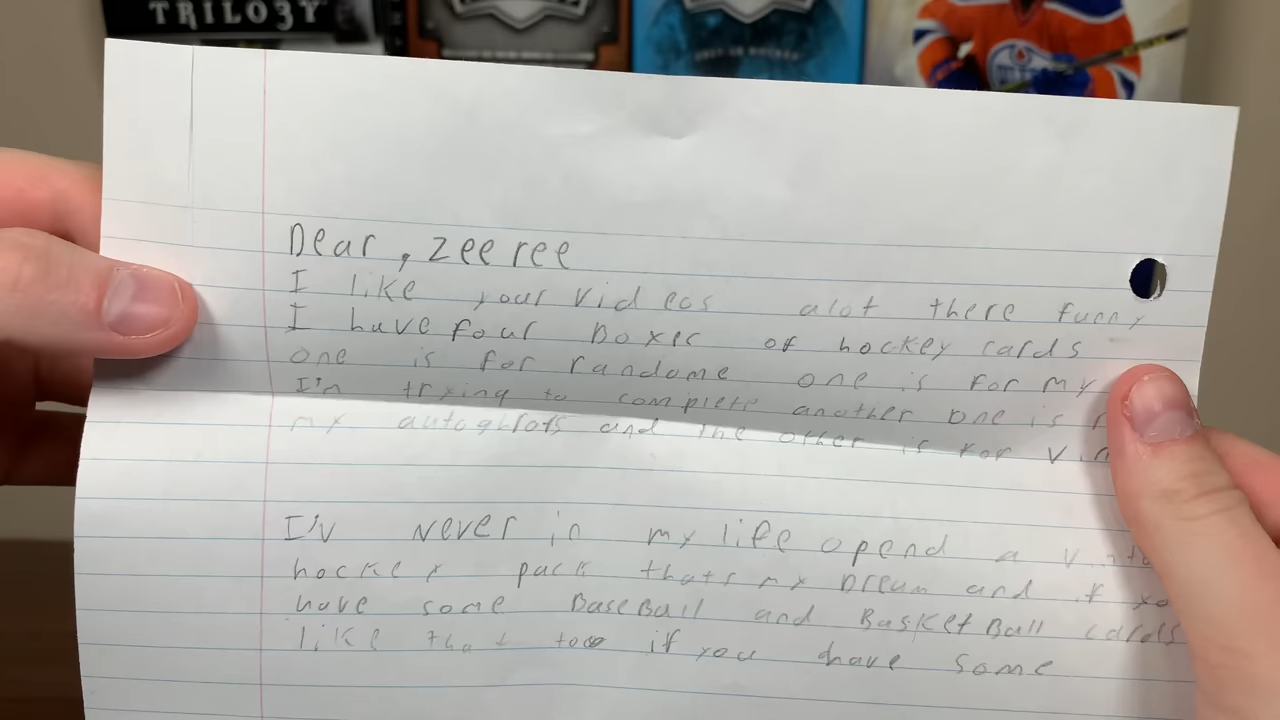 TRILOGY
Dear, Zeeree
I like your videos alot there funny
I have four Boxes of hockey cards
one is for randome one is for my
I'm trying to complete another one is
my autogrfots and the other is for
I'v never in my life opend a
hockey pack thats my Dream and if
have some BaseBall and BasketBall cards
like that too if you have some